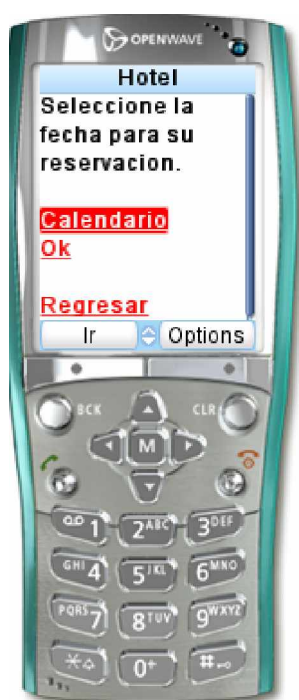 OPENWAVE
Hotel
Seleccione la
fecha para su
reservacion.
Calendario
Ok
Regresar
Ir Options
BCK CLR
M
1 2ABC 3DEF
GHI4 5JKL 6MNO
PQRS7 8TUV 9WXYZ
* 0+ #